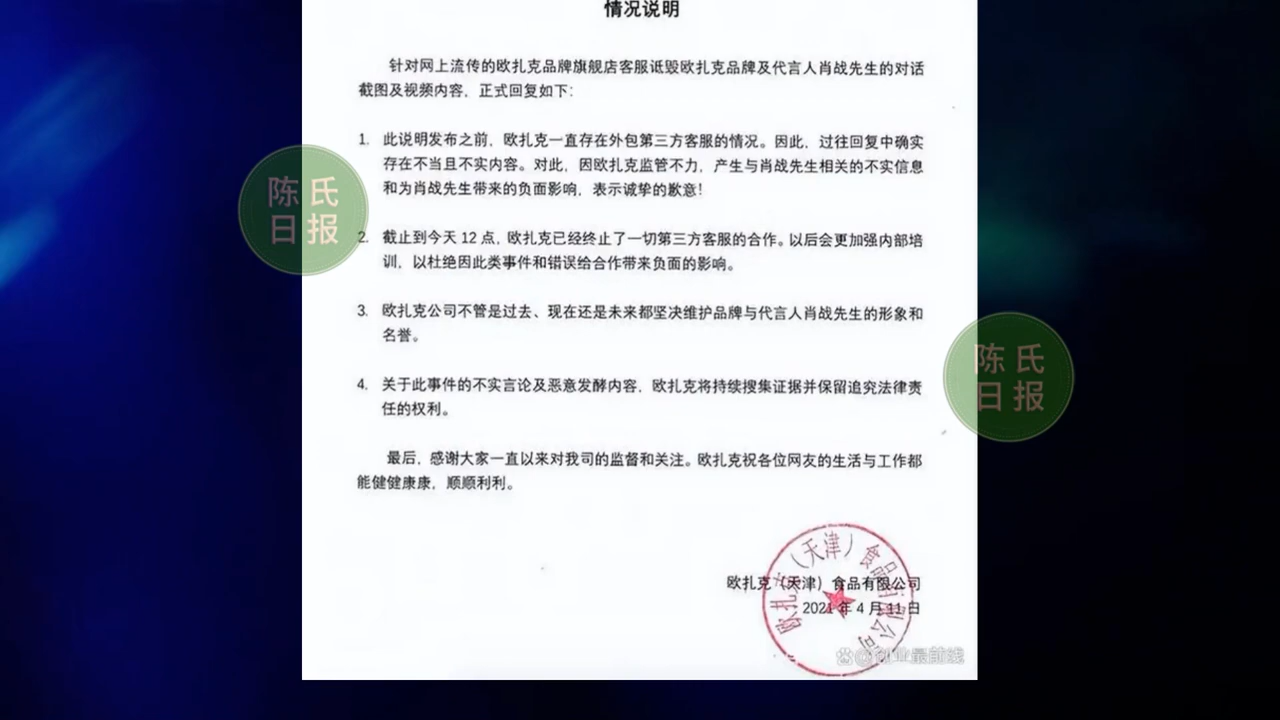 情况说明
针对网上流传的欧扎克品牌旗舰店客服诋毁欧扎克品牌及代言人肖战先生的对话
截图及视频内容，正式回复如下：
1. 此说明发布之前，欧扎克一直存在外包第三方客服的情况。因此，过往回复中确实
存在不当且不实内容。对此，因欧扎克监管不力，产生与肖战先生相关的不实信息
和为肖战先生带来的负面影响，表示诚挚的歉意！
陈氏
日报
2. 截止到今天12点，欧扎克已经终止了一切第三方客服的合作。以后会更加强内部培
训，以杜绝因此类事件和错误给合作带来负面的影响。
3. 欧扎克公司不管是过去、现在还是未来都坚决维护品牌与代言人肖战先生的形象和
名誉。
陈氏
日报
4. 关于此事件的不实言论及恶意发酵内容，欧扎克将持续搜集证据并保留追究法律责
任的权利。
最后，感谢大家一直以来对我司的监督和关注。欧扎克祝各位网友的生活与工作都
能健健康康，顺顺利利。
欧扎克（天津）食品有限公司
2021年4月11日
欧扎克（天津）食品有限公司
@创业最前线